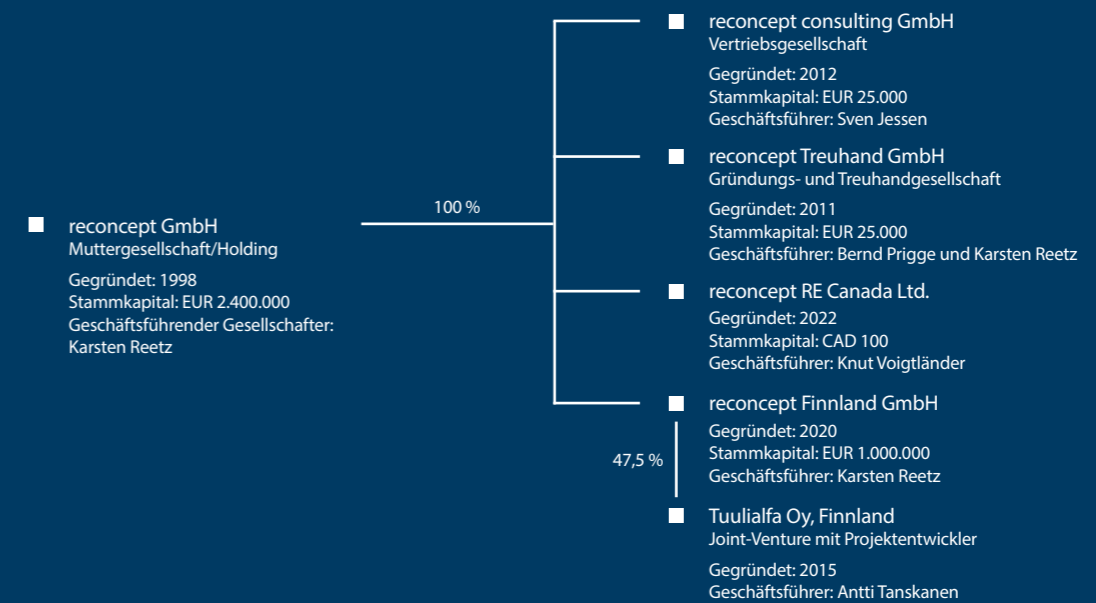 reconcept GmbH
Muttergesellschaft/Holding
Gegründet: 1998
Stammkapital: EUR 2.400.000
Geschäftsführender Gesellschafter:
Karsten Reetz
100 %
reconcept consulting GmbH
Vertriebsgesellschaft
Gegründet: 2012
Stammkapital: EUR 25.000
Geschäftsführer: Sven Jessen
reconcept Treuhand GmbH
Gründungs- und Treuhandgesellschaft
Gegründet: 2011
Stammkapital: EUR 25.000
Geschäftsführer: Bernd Prigge und Karsten Reetz
reconcept RE Canada Ltd.
Gegründet: 2022
Stammkapital: CAD 100
Geschäftsführer: Knut Voigtländer
reconcept Finnland GmbH
Gegründet: 2020
Stammkapital: EUR 1.000.000
Geschäftsführer: Karsten Reetz
47,5 %
Tuulialfa Oy, Finnland
Joint-Venture mit Projektentwickler
Gegründet: 2015
Geschäftsführer: Antti Tanskanen